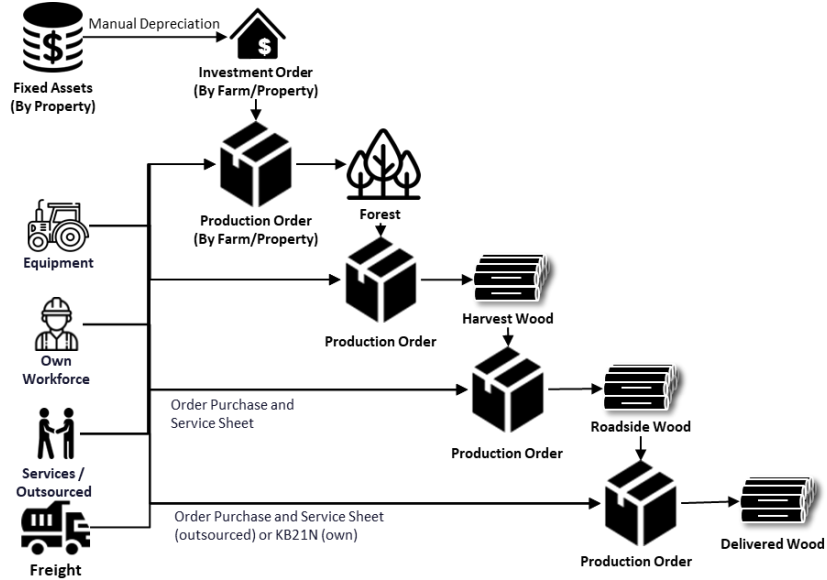 Manual Depreciation
Fixed Assets
(By Property)
Investment Order
(By Farm/Property)
Production Order
(By Farm/Property)
Forest
Equipment
Production Order
Harvest Wood
Own
Workforce
Order Purchase and
Service Sheet
Production Order
Roadside Wood
Services /
Outsourced
Order Purchase and Service Sheet
(outsourced) or KB21N (own)
Freight
Production Order
Delivered Wood